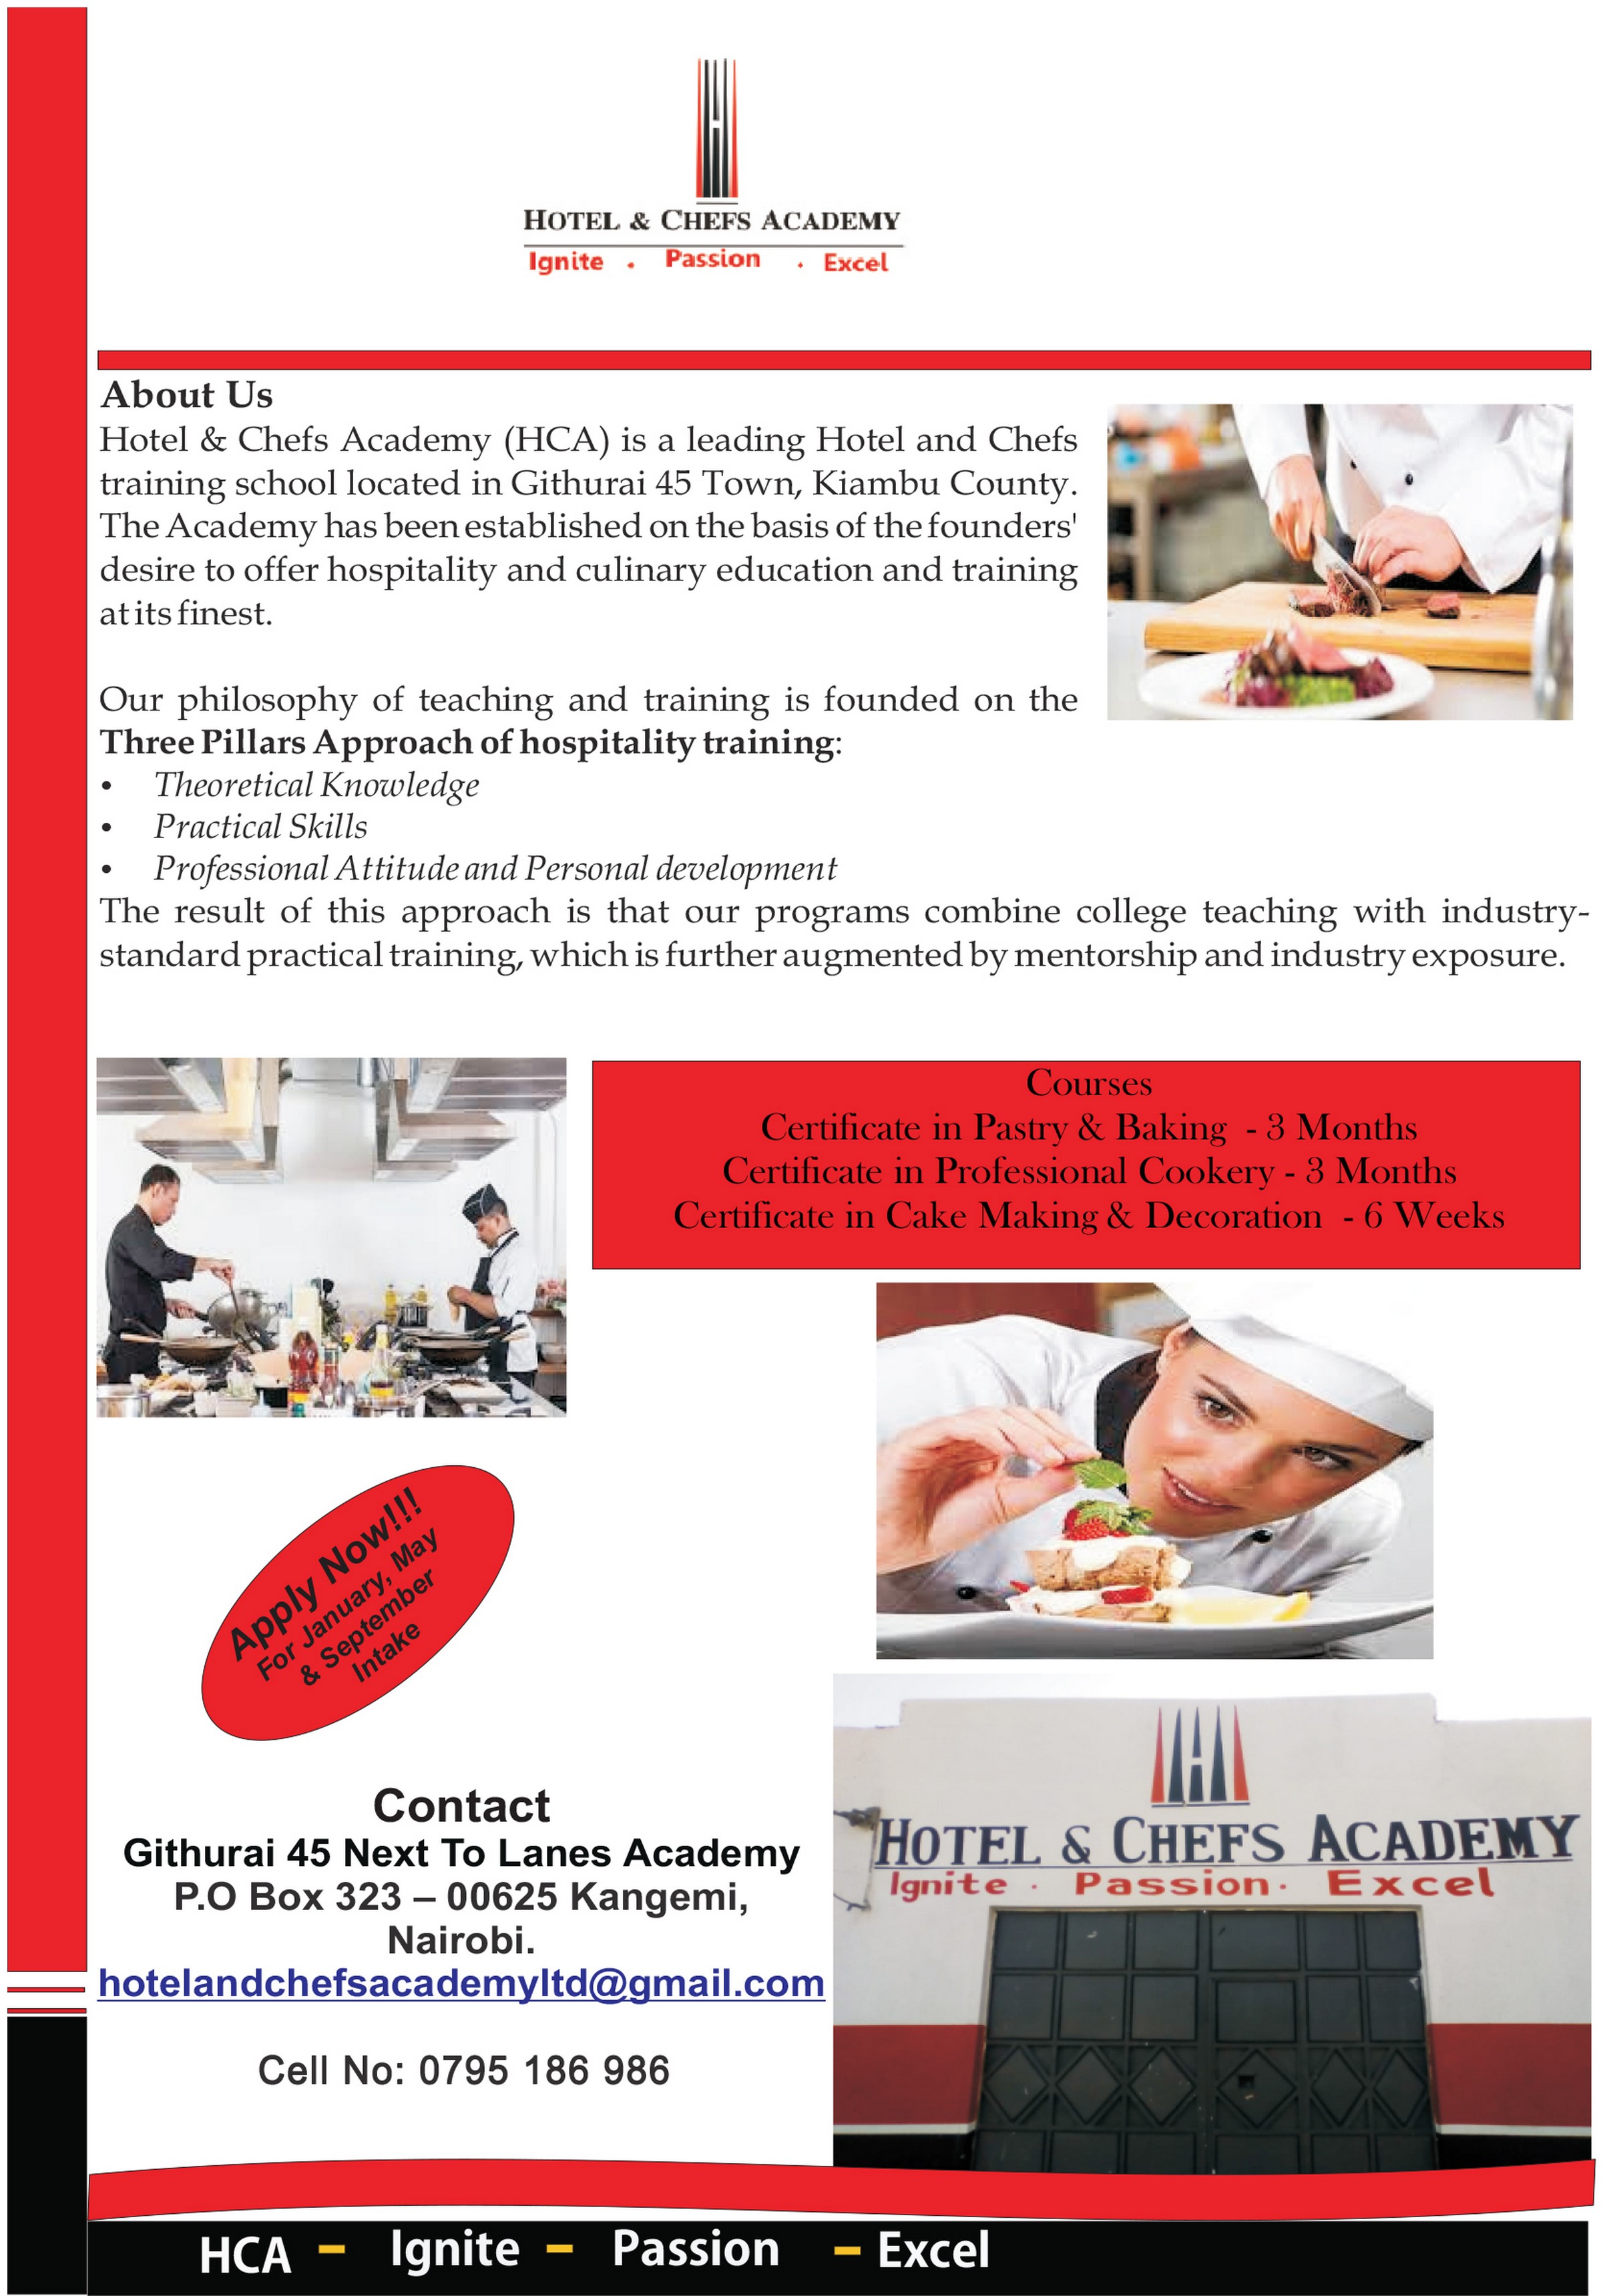 HOTEL & CHEFS ACADEMY
Ignite . Passion . Excel
About Us
Hotel & Chefs Academy (HCA) is a leading Hotel and Chefs
training school located in Githurai 45 Town, Kiambu County.
The Academy has been established on the basis of the founders'
desire to offer hospitality and culinary education and training
at its finest.
Our philosophy of teaching and training is founded on the
Three Pillars Approach of hospitality training:
• Theoretical Knowledge
• Practical Skills
• Professional Attitude and Personal development
The result of this approach is that our programs combine college teaching with industry-
standard practical training, which is further augmented by mentorship and industry exposure.
Courses
Certificate in Pastry & Baking - 3 Months
Certificate in Professional Cookery - 3 Months
Certificate in Cake Making & Decoration - 6 Weeks
Apply Now!!!
For January, May
& September
Intake
Contact
Githurai 45 Next To Lanes Academy
P.O Box 323 – 00625 Kangemi,
Nairobi.
hotelandchefsacademyltd@gmail.com
Cell No: 0795 186 986
HOTEL & CHEFS ACADEMY
Ignite · Passion · Excel
HCA – Ignite – Passion – Excel